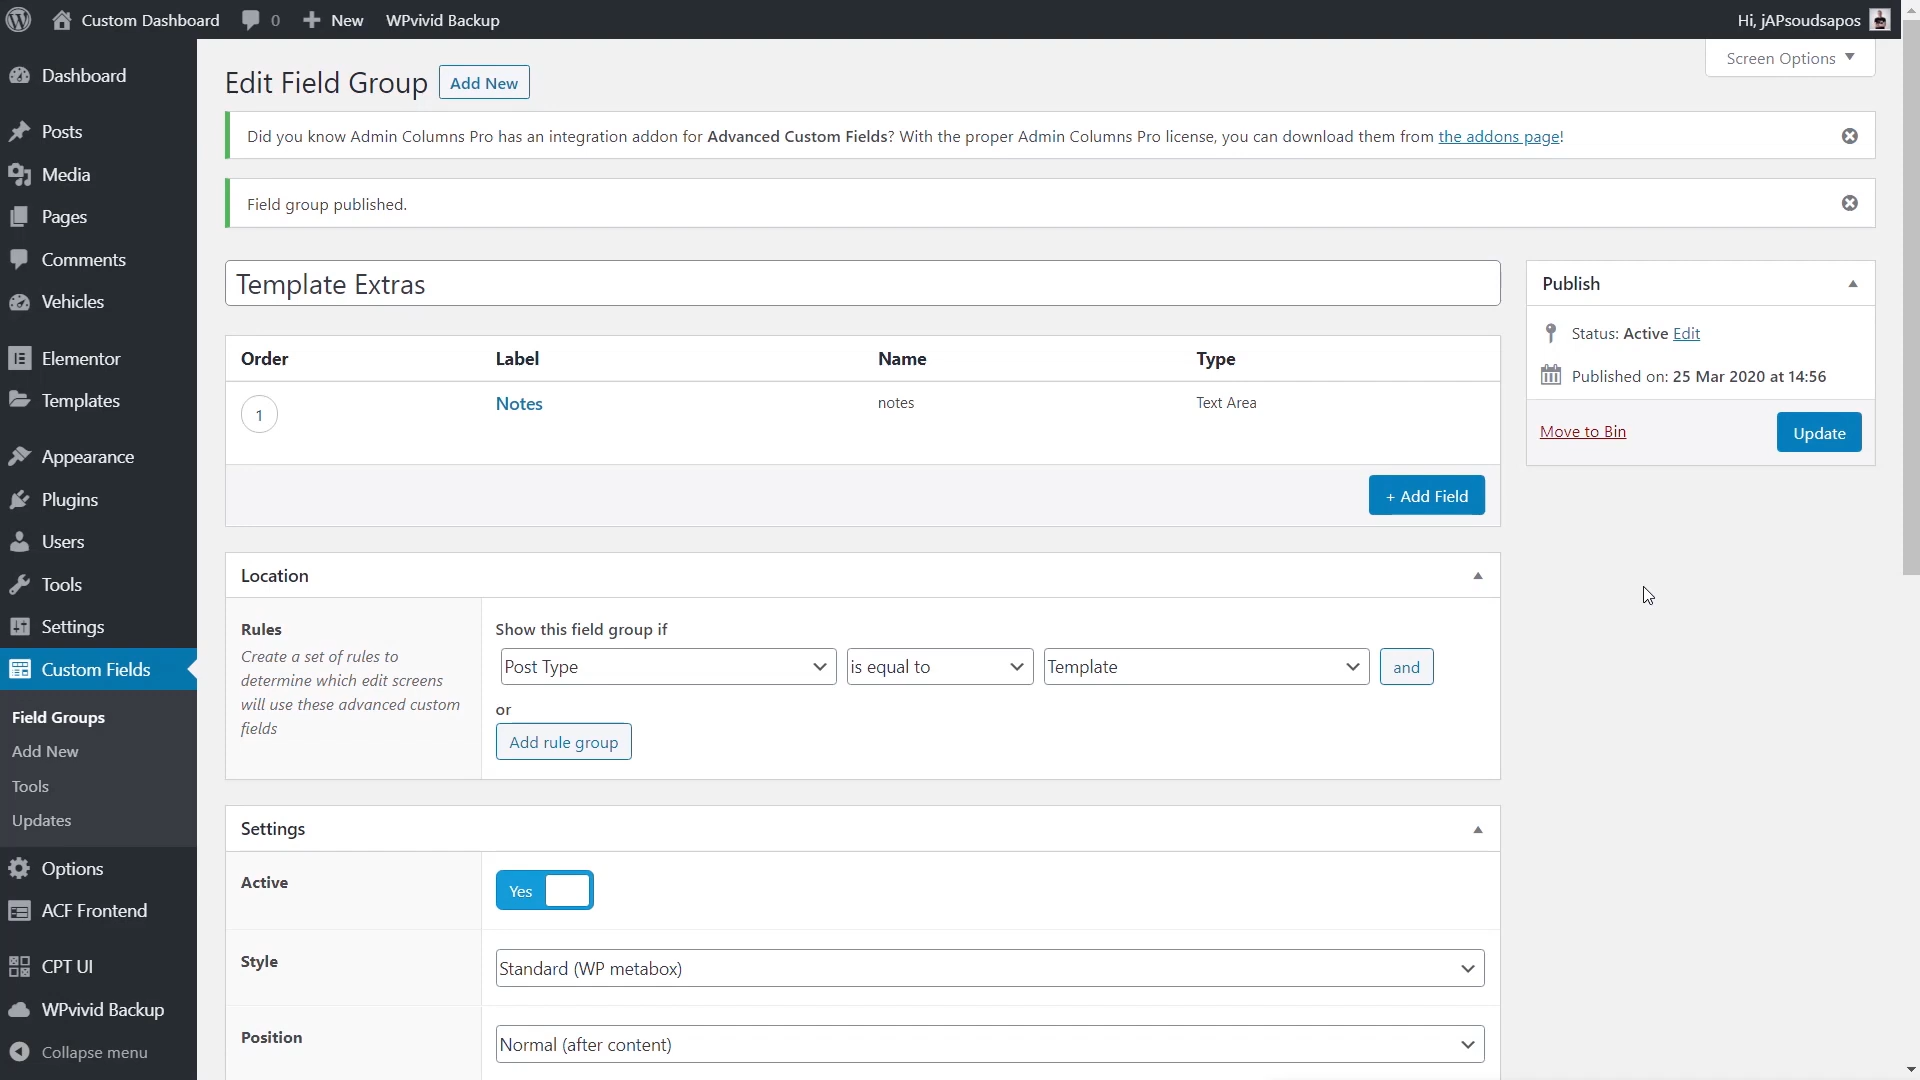 Custom Dashboard 0 New WPvivid Backup Hi, jAPsoudsapos
Screen Options
Dashboard
Posts
Media
Pages
Comments
Vehicles
Elementor
Templates
Appearance
Plugins
Users
Tools
Settings
Custom Fields
Field Groups
Add New
Tools
Updates
Options
ACF Frontend
CPT UI
WPvivid Backup
Collapse menu
Edit Field Group Add New
Did you know Admin Columns Pro has an integration addon for Advanced Custom Fields? With the proper Admin Columns Pro license, you can download them from the addons page!
Field group published.
Template Extras
Order Label Name Type
1 Notes notes Text Area
+ Add Field
Location
Rules
Create a set of rules to
determine which edit screens
will use these advanced custom
fields
Show this field group if
Post Type is equal to Template and
or
Add rule group
Settings
Active Yes
Style Standard (WP metabox)
Position Normal (after content)
Publish
Status: Active Edit
Published on: 25 Mar 2020 at 14:56
Move to Bin Update